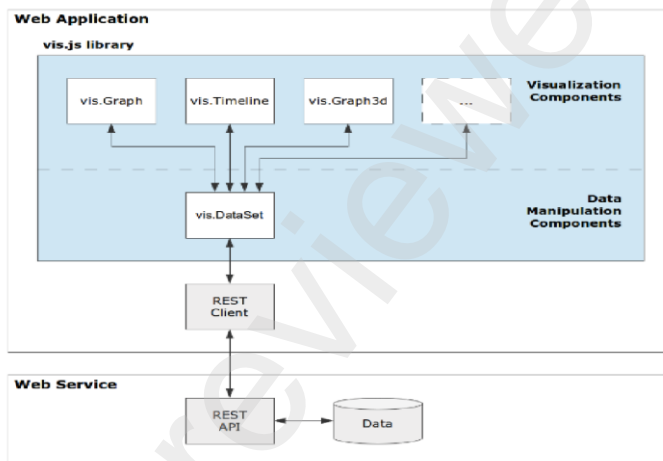 Web Application
vis.js library
vis.Graph
vis.Timeline
vis.Graph3d
...
Visualization
Components
vis.DataSet
Data
Manipulation
Components
REST
Client
Web Service
REST
API
Data